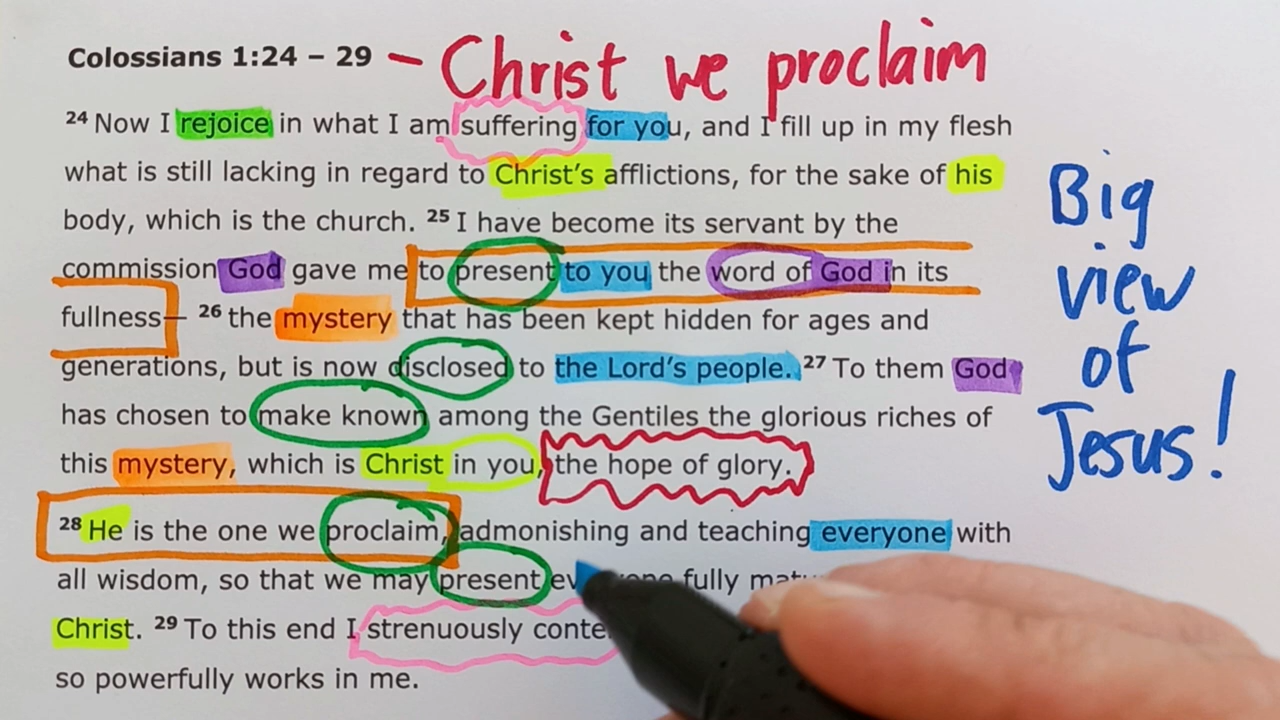 Colossians 1:24 – 29 – Christ we proclaim
24 Now I rejoice in what I am suffering for you, and I fill up in my flesh
what is still lacking in regard to Christ's afflictions, for the sake of his
body, which is the church. 25 I have become its servant by the
commission God gave me to present to you the word of God in its
fullness— 26 the mystery that has been kept hidden for ages and
generations, but is now disclosed to the Lord's people. 27 To them God
has chosen to make known among the Gentiles the glorious riches of
this mystery, which is Christ in you, the hope of glory.
28 He is the one we proclaim, admonishing and teaching everyone with
all wisdom, so that we may present fully
Christ. 29 To this end I strenuously
so powerfully works in me.
Big
view
of
Jesus!